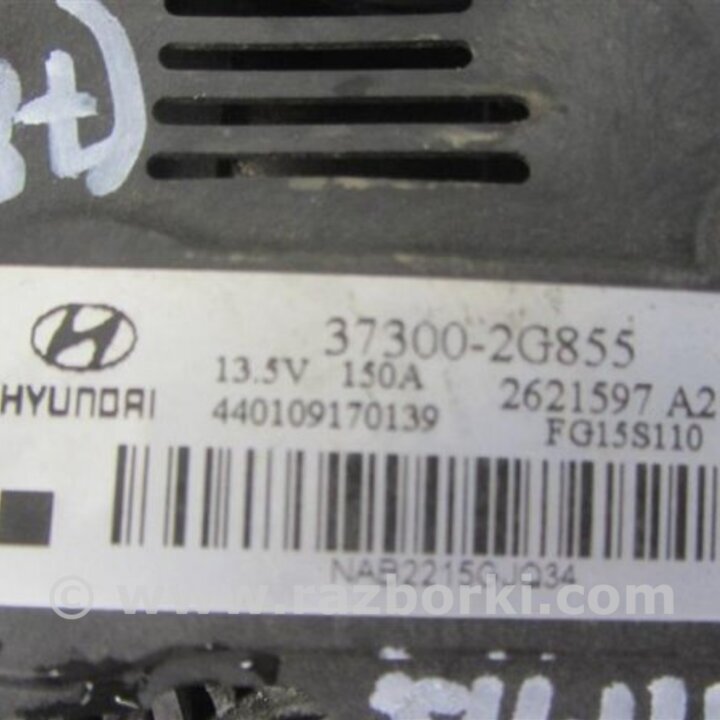 37300-2G855
HYUNDAI
13.5V 150A
2621597 A2
440109170139
FG15S110
NAB2215GJQ34
© www.razborki.com